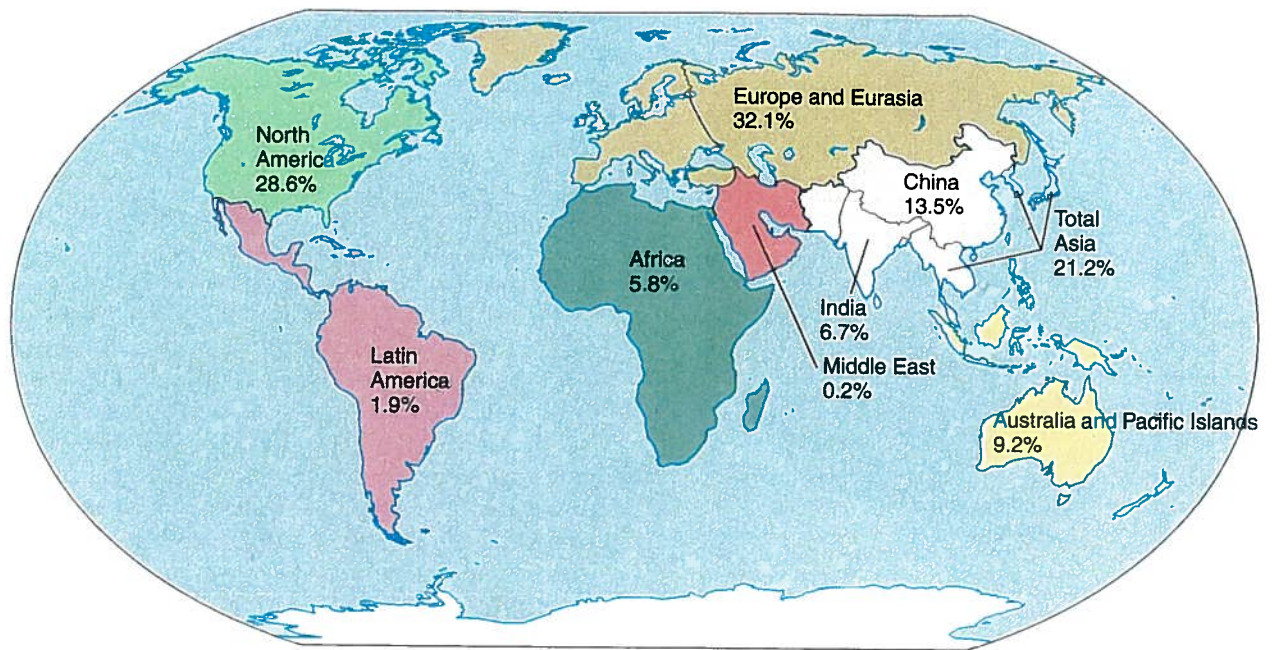 North
America
28.6%
Europe and Eurasia
32.1%
China
13.5%
Total
Asia
21.2%
Africa
5.8%
India
6.7%
Middle East
0.2%
Latin
America
1.9%
Australia and Pacific Islands
9.2%